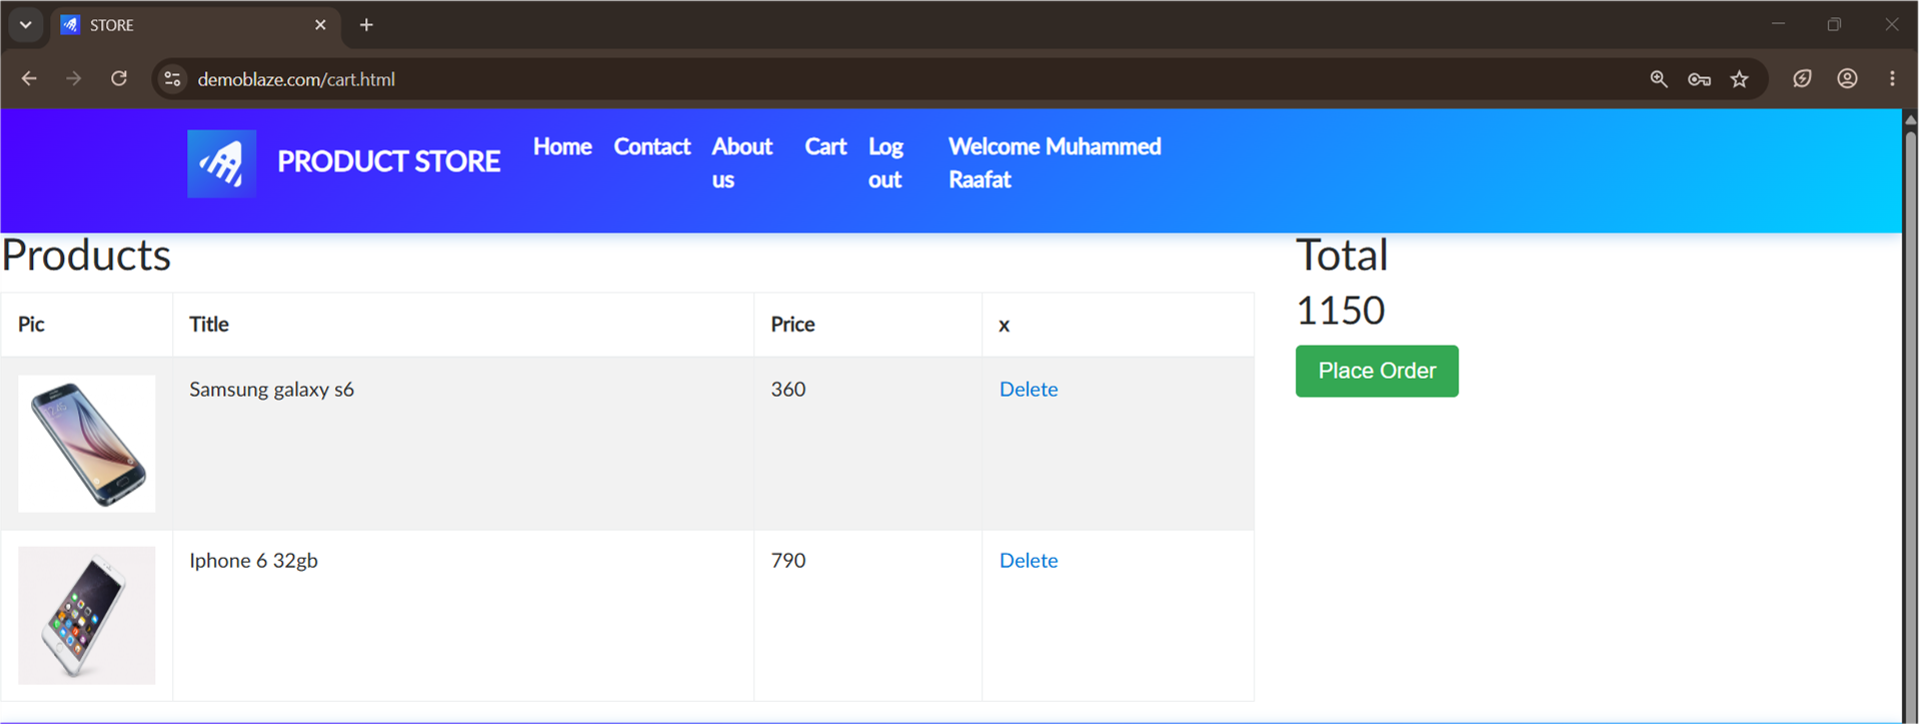 STORE
demoblaze.com/cart.html
PRODUCT STORE
Home
Contact
About
us
Cart
Log
out
Welcome Muhammed
Raafat
Products
Pic
Title
Price
x
Samsung galaxy s6
360
Delete
Iphone 6 32gb
790
Delete
Total
1150
Place Order